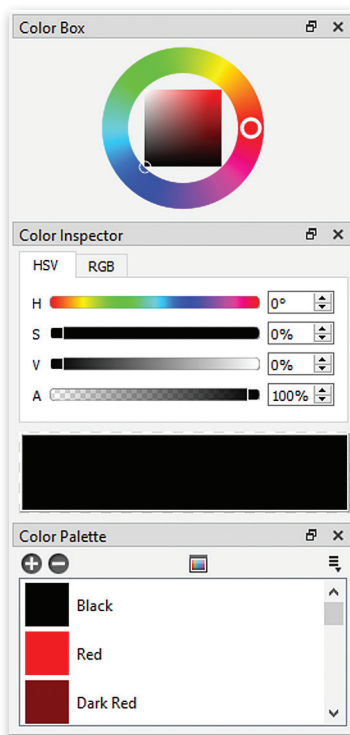 Color Box
Color Inspector
HSV RGB
H 0°
S 0%
V 0%
A 100%
Color Palette
Black
Red
Dark Red